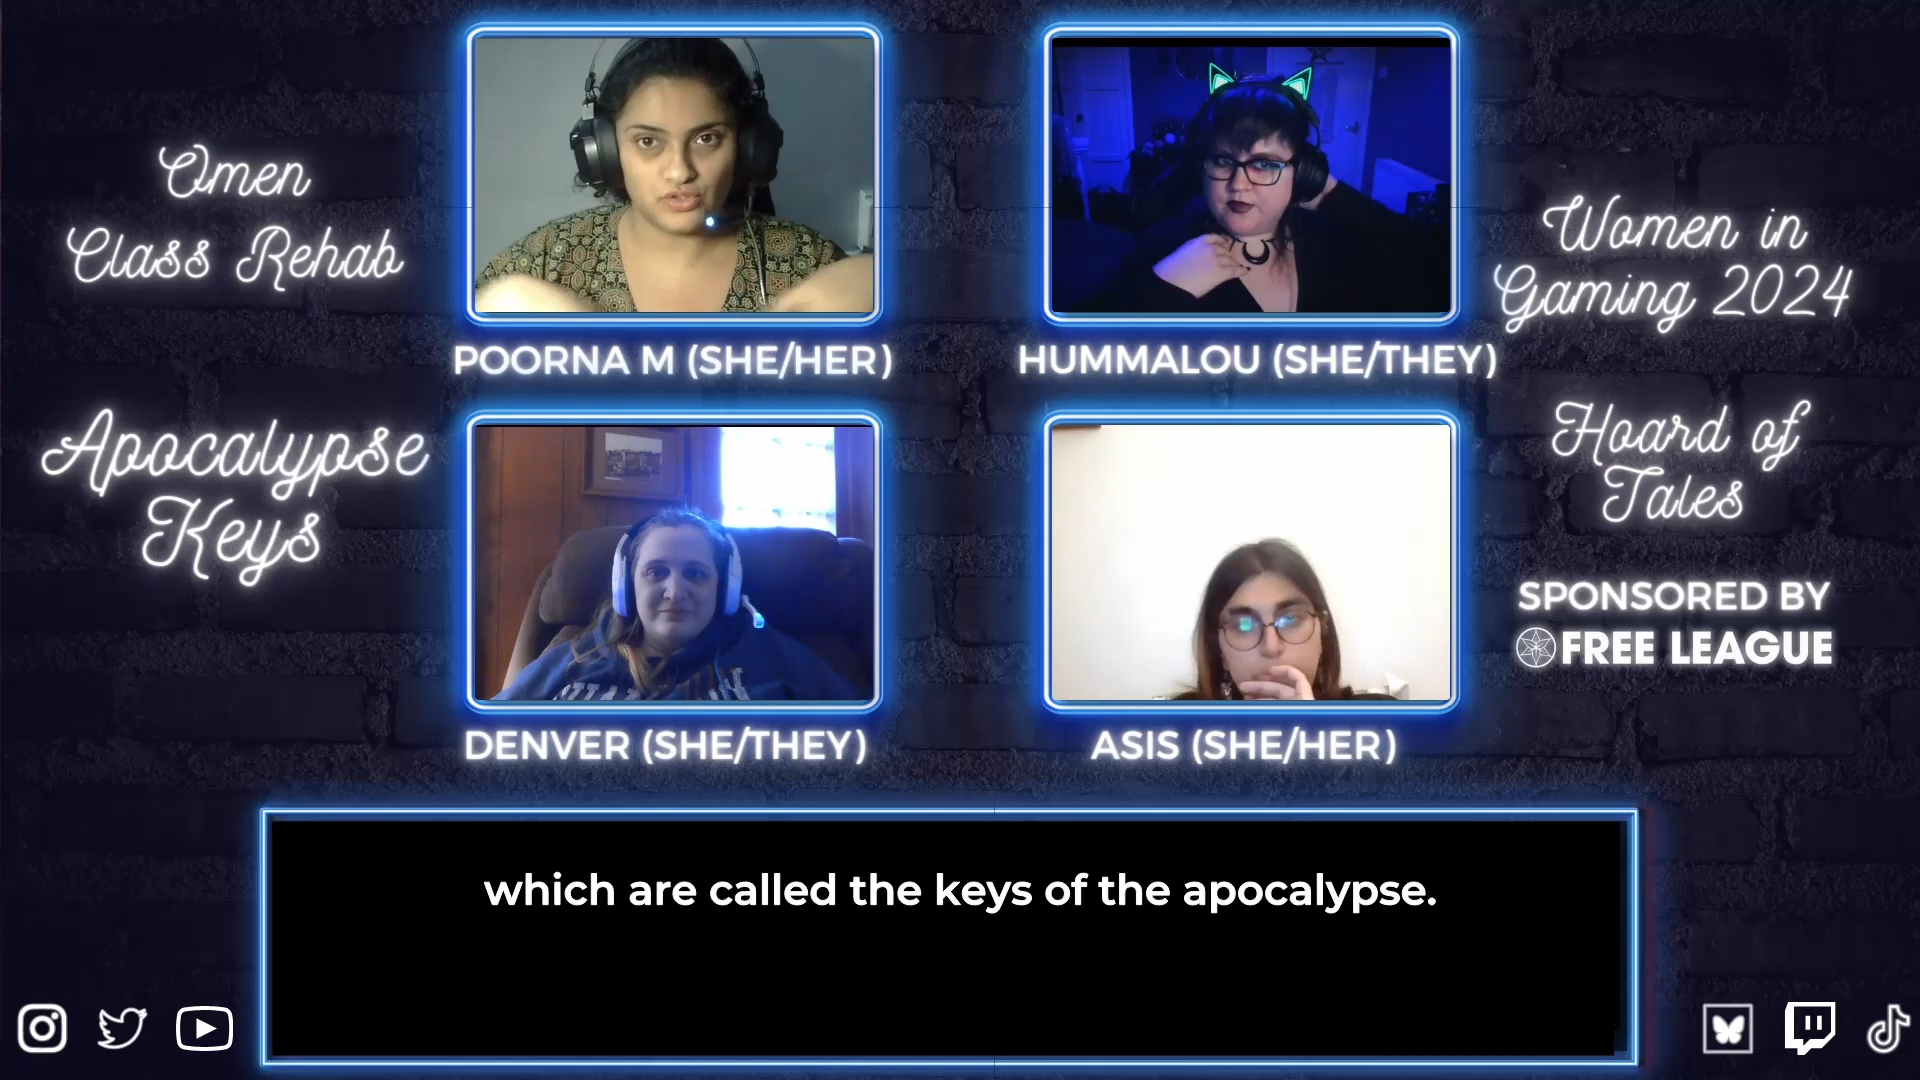 Omen
Class Rehab
Apocalypse
Keys
POORNA M (SHE/HER)
HUMMALOU (SHE/THEY)
DENVER (SHE/THEY)
ASIS (SHE/HER)
Women in
Gaming 2024
Hoard of
Tales
SPONSORED BY
FREE LEAGUE
which are called the keys of the apocalypse.